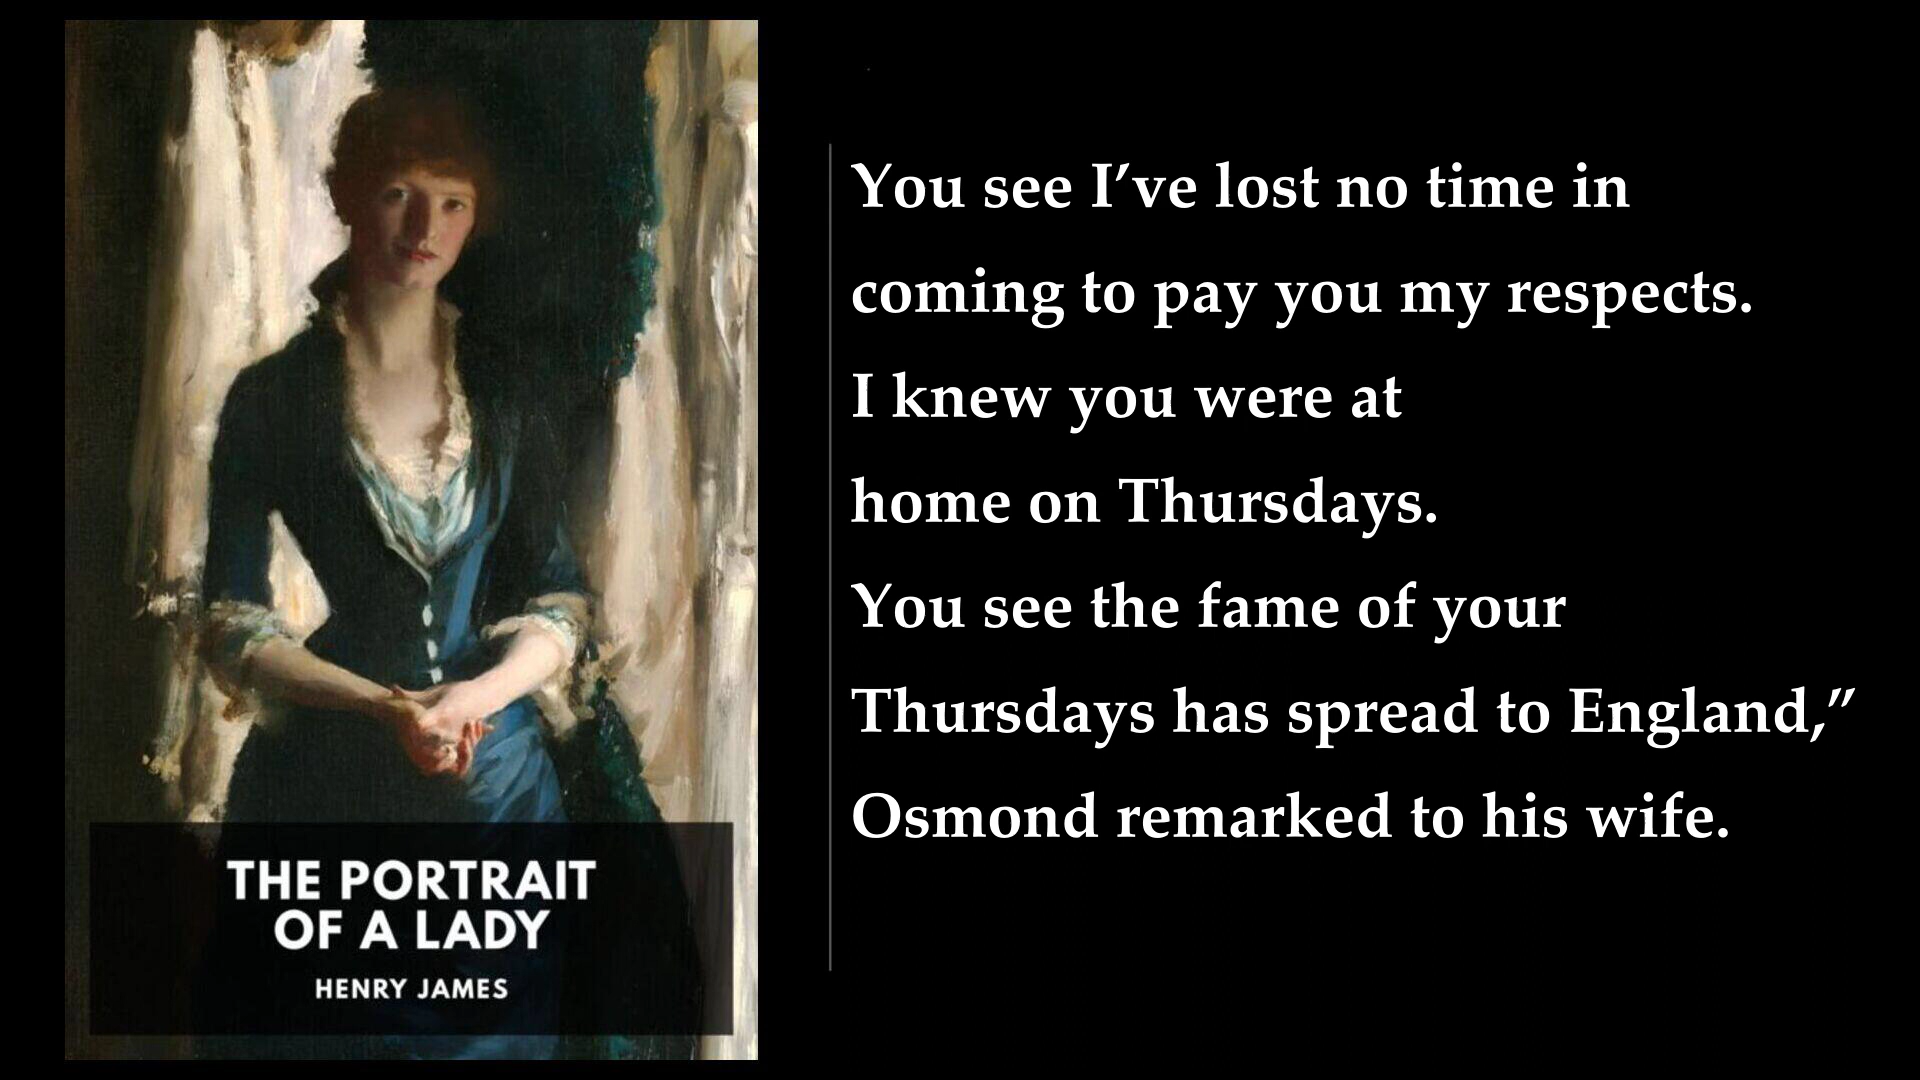 THE PORTRAIT
OF A LADY
HENRY JAMES
You see I’ve lost no time in
coming to pay you my respects.
I knew you were at
home on Thursdays.
You see the fame of your
Thursdays has spread to England,”
Osmond remarked to his wife.